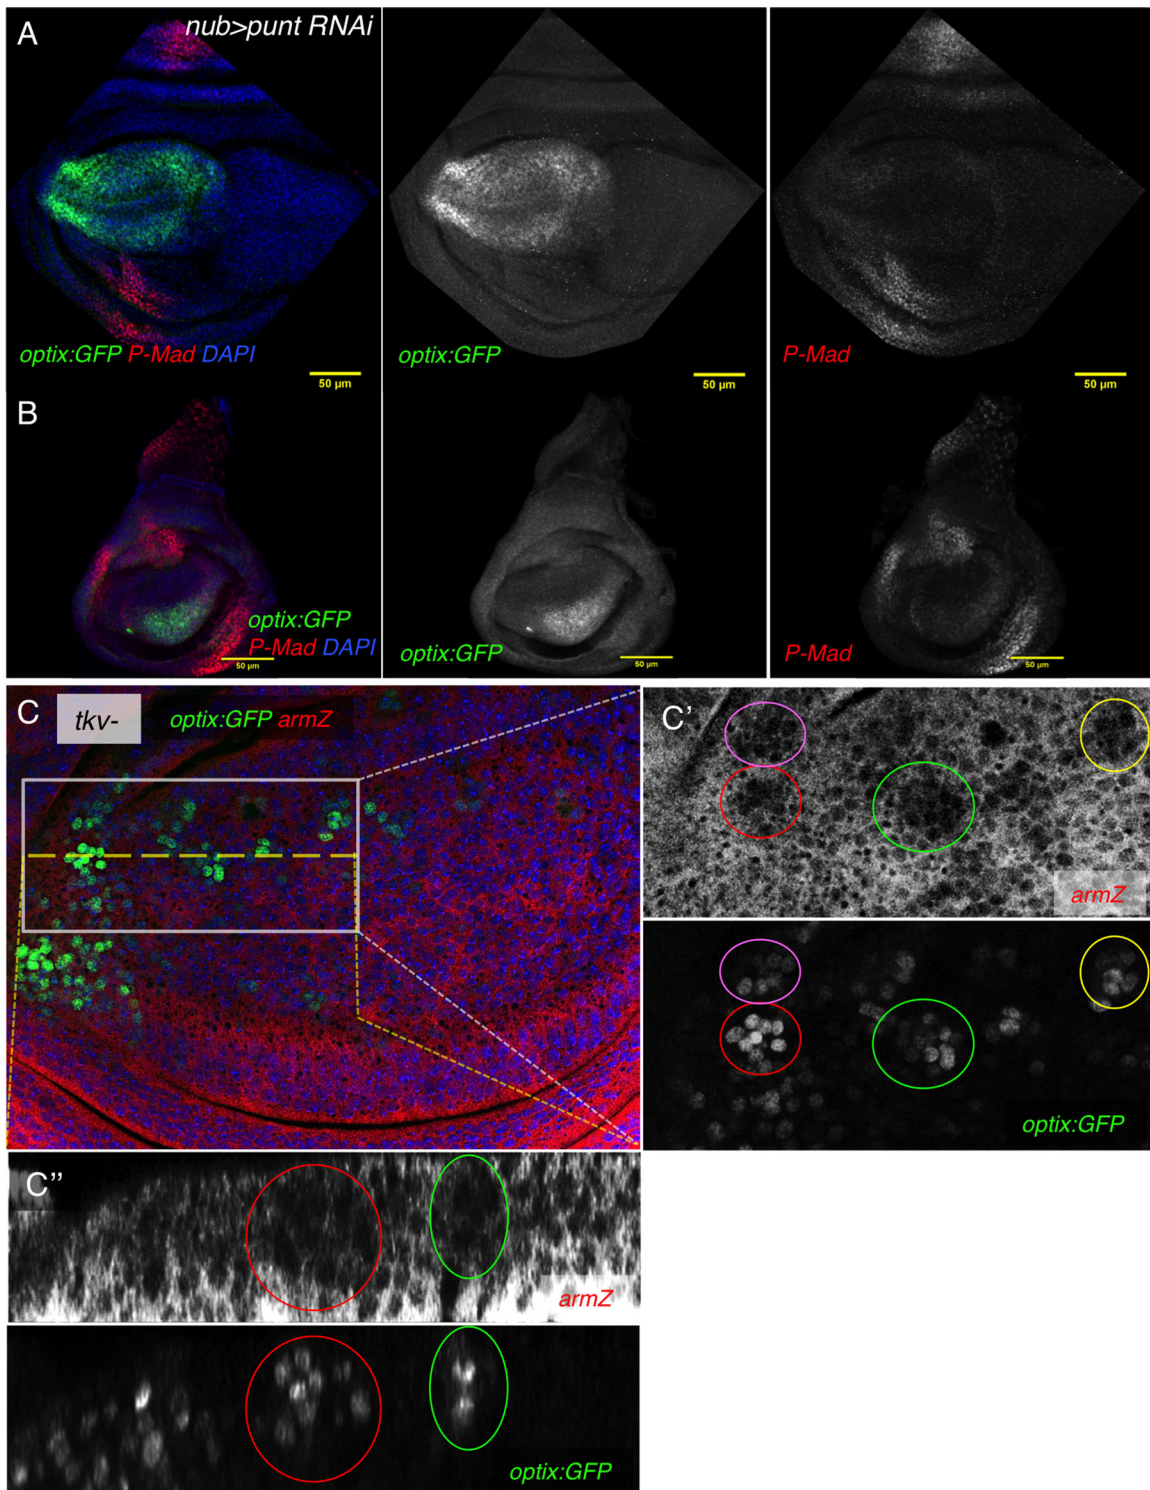 A
nub>punt RNAi
optix:GFP P-Mad DAPI
50 µm
optix:GFP
50 µm
P-Mad
50 µm
B
optix:GFP
P-Mad DAPI
50 µm
optix:GFP
50 µm
P-Mad
50 µm
C
tkv-
optix:GFP armZ
C'
armZ
optix:GFP
C''
armZ
optix:GFP